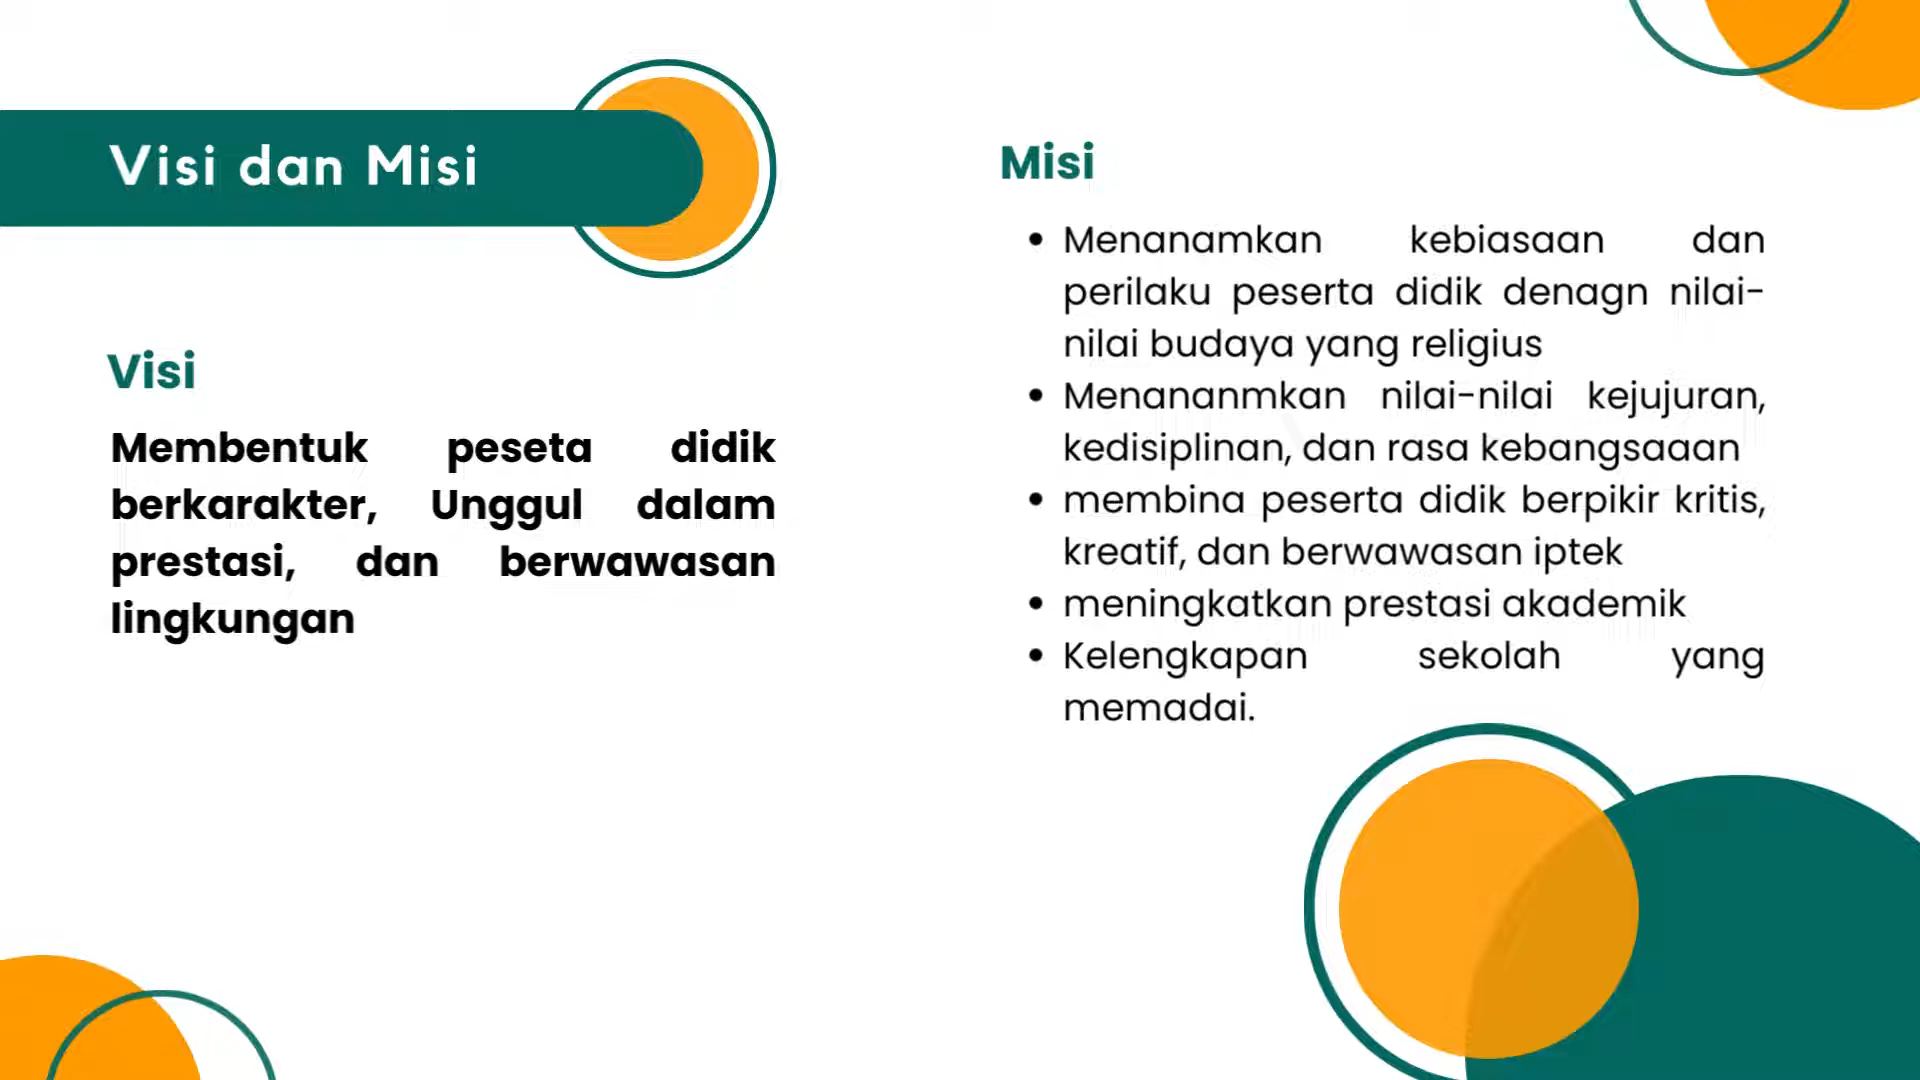 Visi dan Misi
Visi
Membentuk peseta didik
berkarakter, Unggul dalam
prestasi, dan berwawasan
lingkungan
Misi
• Menanamkan kebiasaan dan
perilaku peserta didik denagn nilai-
nilai budaya yang religius
• Menananmkan nilai-nilai kejujuran,
kedisiplinan, dan rasa kebangsaaan
• membina peserta didik berpikir kritis,
kreatif, dan berwawasan iptek
• meningkatkan prestasi akademik
• Kelengkapan sekolah yang
memadai.